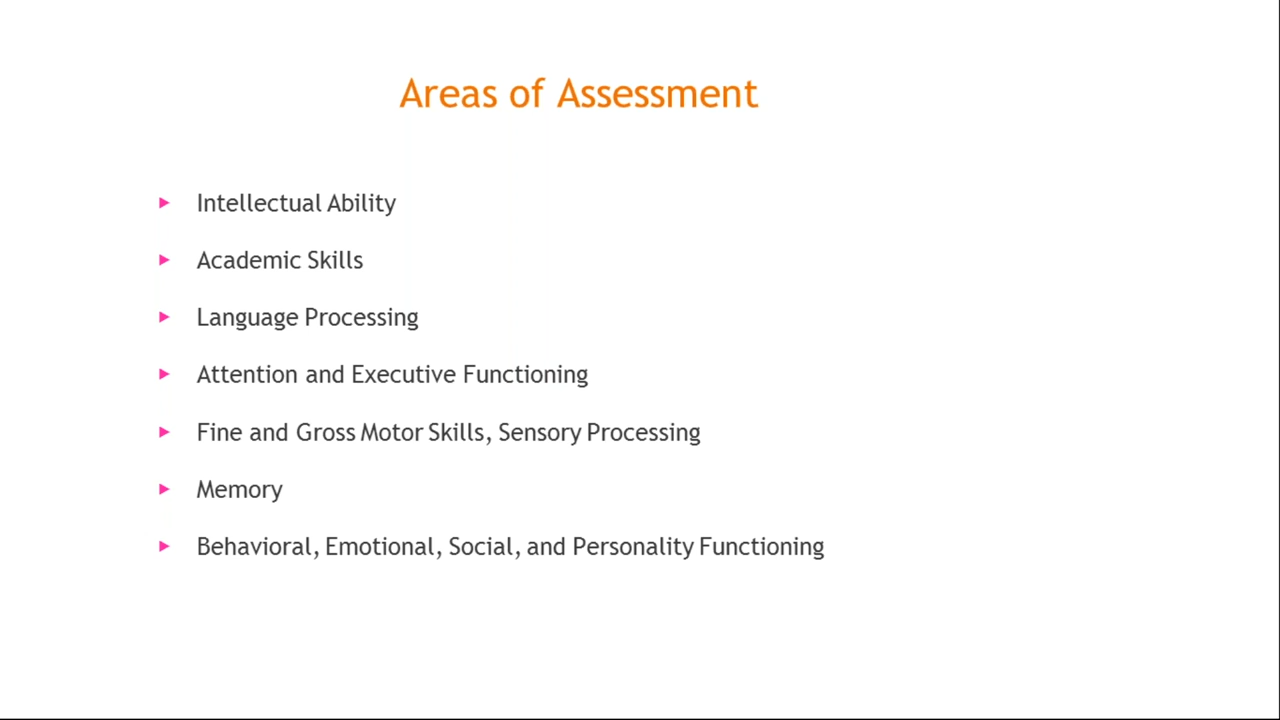 Areas of Assessment
Intellectual Ability
Academic Skills
Language Processing
Attention and Executive Functioning
Fine and Gross Motor Skills, Sensory Processing
Memory
Behavioral, Emotional, Social, and Personality Functioning